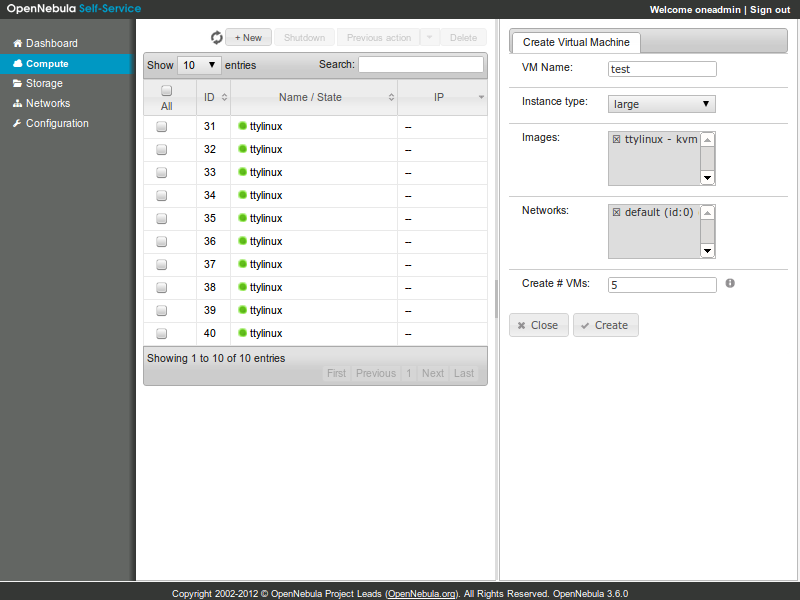 OpenNebula Self-Service
Welcome oneadmin | Sign out
Dashboard
Compute
Storage
Networks
Configuration
+ New Shutdown Previous action Delete
Show 10 entries Search:
All ID Name / State IP
31 ttylinux --
32 ttylinux --
33 ttylinux --
34 ttylinux --
35 ttylinux --
36 ttylinux --
37 ttylinux --
38 ttylinux --
39 ttylinux --
40 ttylinux --
Showing 1 to 10 of 10 entries
First Previous 1 Next Last
Create Virtual Machine
VM Name: test
Instance type: large
Images: ttylinux - kvm
Networks: default (id:0)
Create # VMs: 5
Close Create
Copyright 2002-2012 © OpenNebula Project Leads (OpenNebula.org). All Rights Reserved. OpenNebula 3.6.0